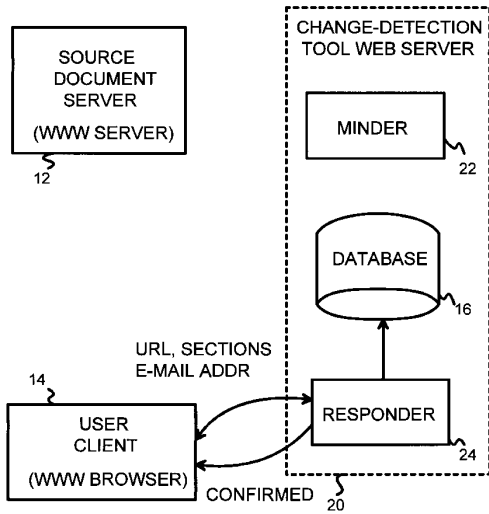 SOURCE
DOCUMENT
SERVER
(WWW SERVER)
12
CHANGE-DETECTION
TOOL WEB SERVER
MINDER
22
DATABASE
16
URL, SECTIONS
E-MAIL ADDR
14
USER
CLIENT
(WWW BROWSER)
RESPONDER
24
CONFIRMED
20